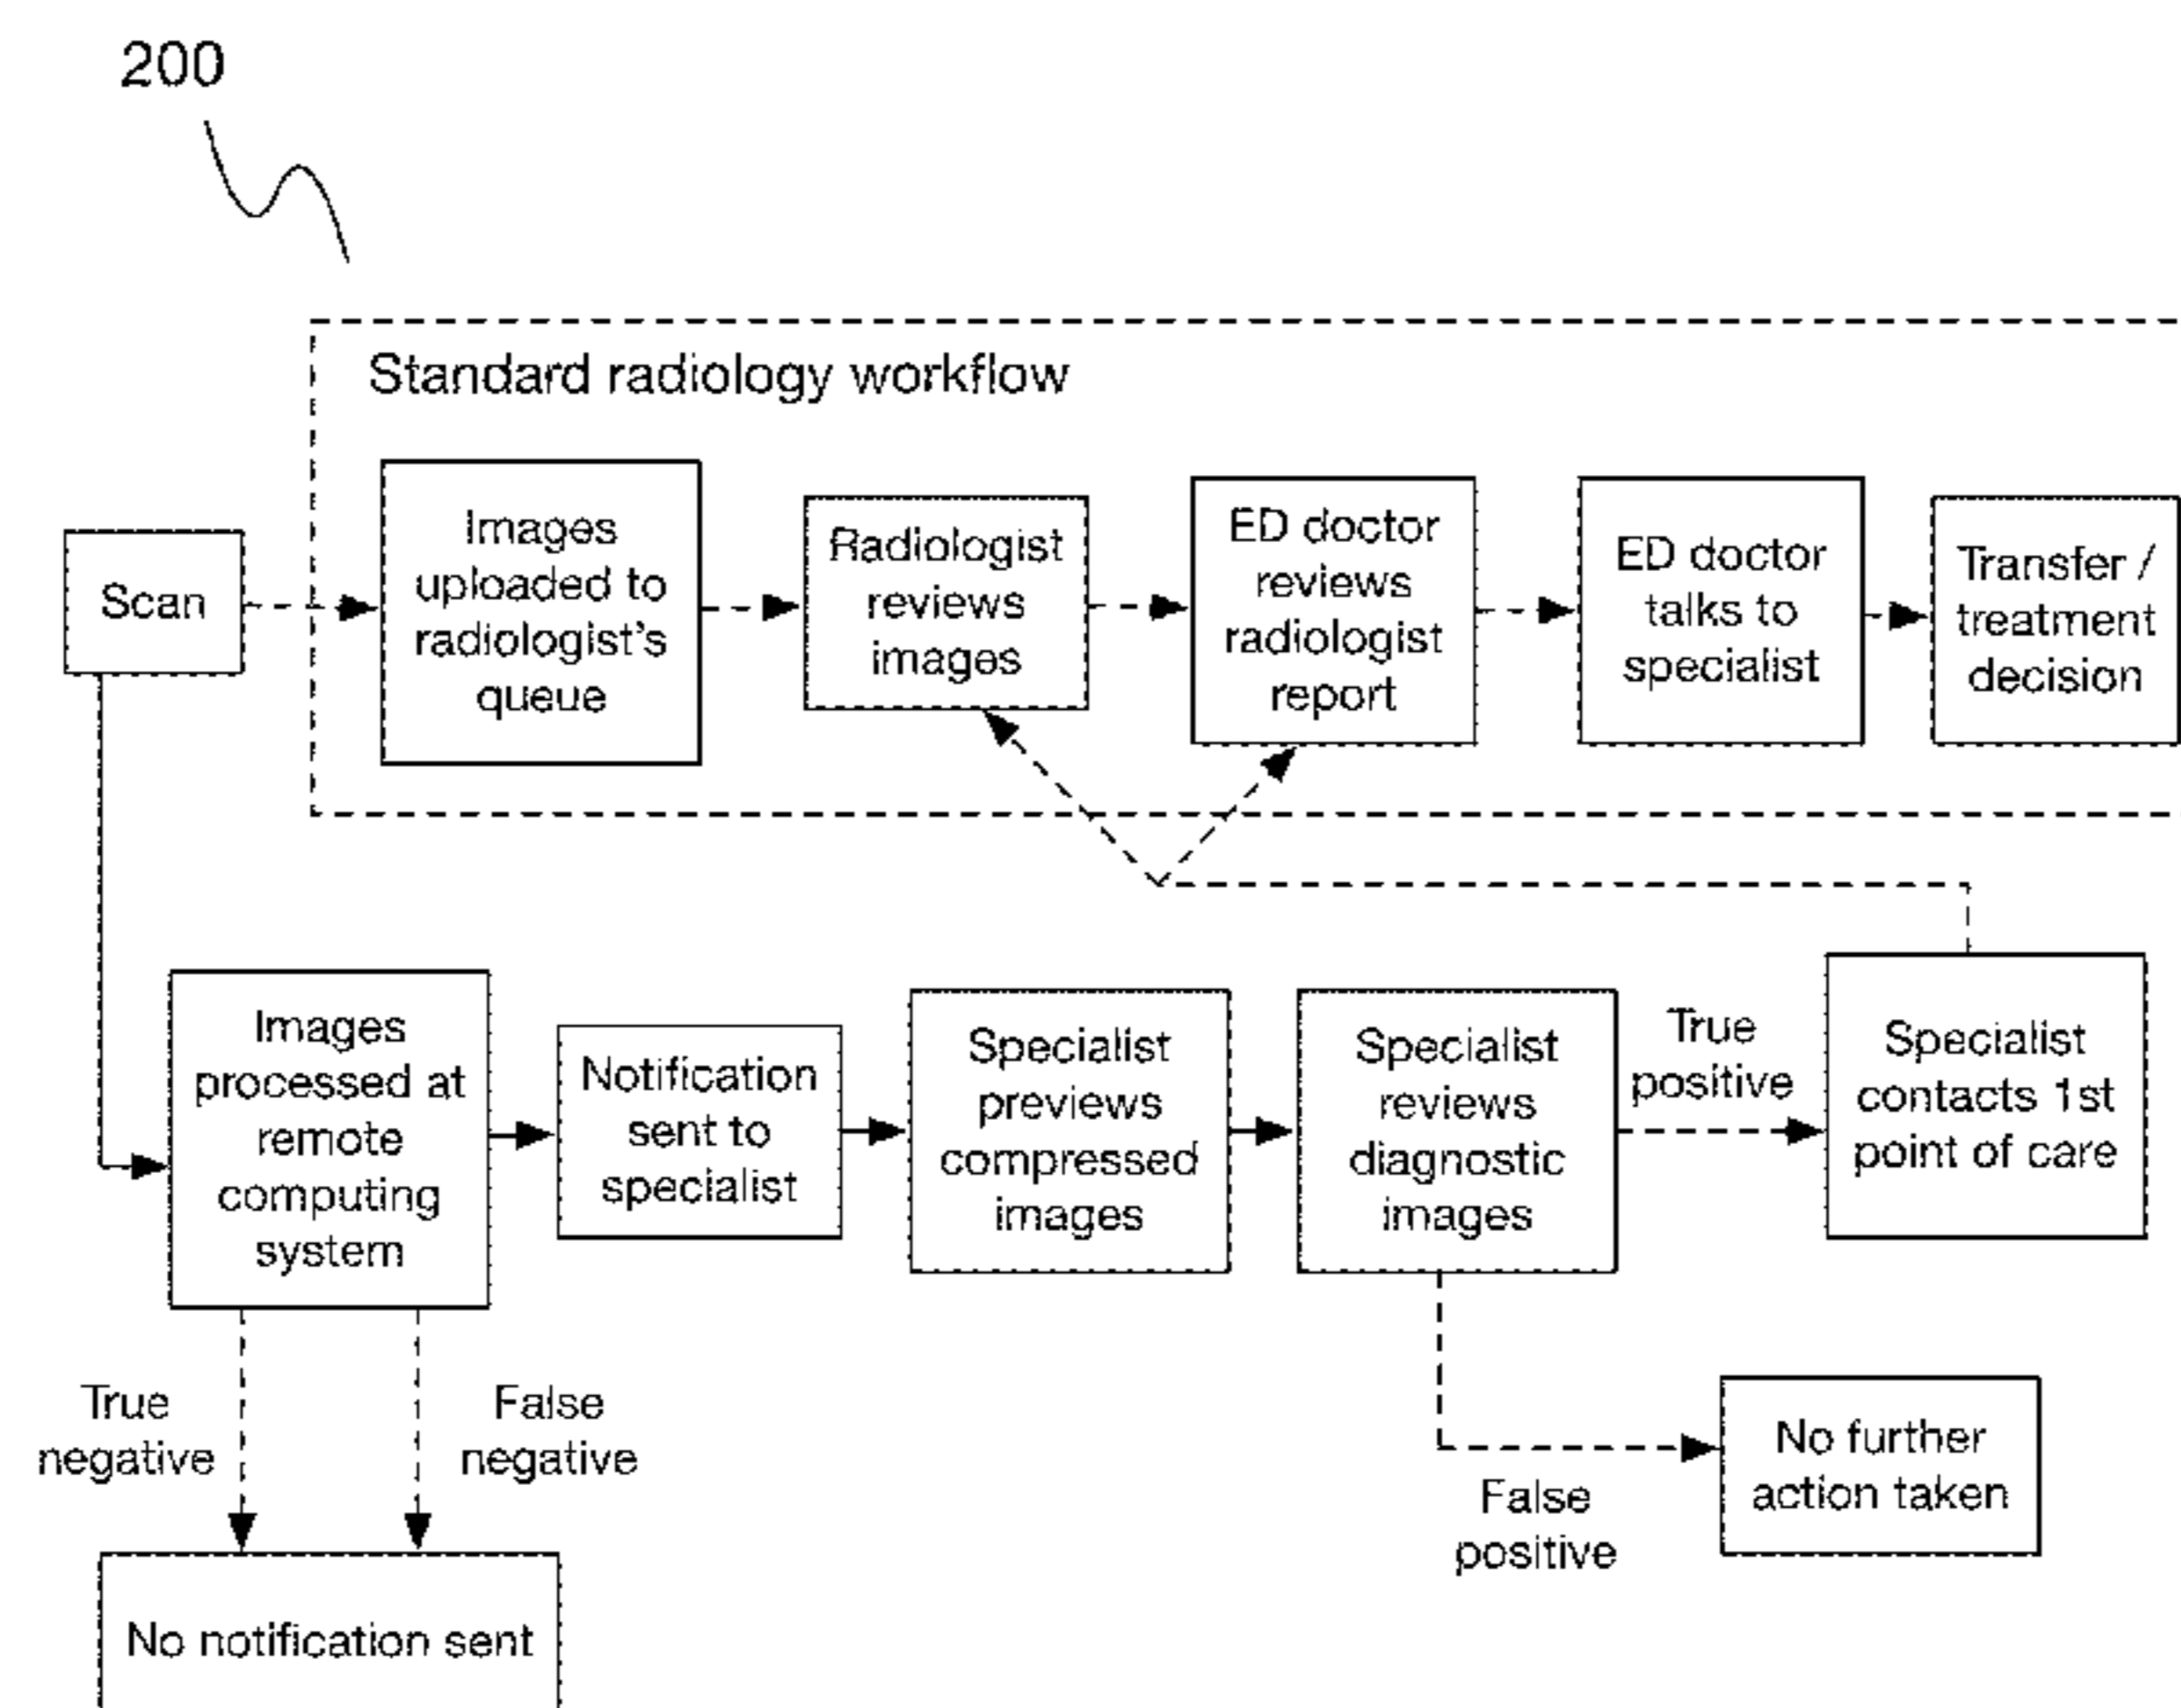 200
Standard radiology workflow
Scan
Images
uploaded to
radiologist's
queue
Radiologist
reviews
images
ED doctor
reviews
radiologist
report
ED doctor
talks to
specialist
Transfer /
treatment
decision
Images
processed at
remote
computing
system
Notification
sent to
specialist
Specialist
previews
compressed
images
Specialist
reviews
diagnostic
images
True
positive
Specialist
contacts 1st
point of care
True
negative
False
negative
False
positive
No further
action taken
No notification sent